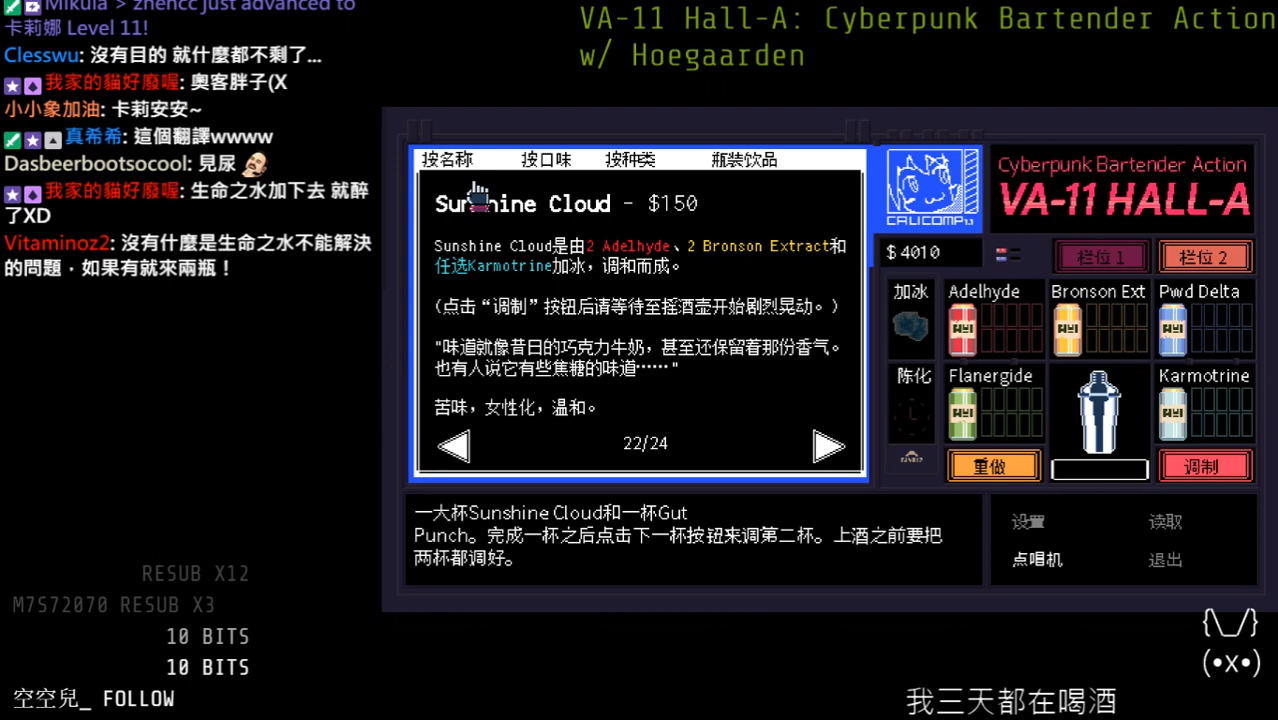 Mikula > zhencc just advanced to
卡莉娜 Level 11!
Clesswu: 沒有目的 就什麼都不剩了...
我家的貓好廢喔: 奧客胖子(X
小小象加油: 卡莉安安~
真希希: 這個翻譯wwww
Dasbeerbootsocool: 見尿
我家的貓好廢喔: 生命之水加下去 就醉
了XD
Vitaminoz2: 沒有什麼是生命之水不能解決
的問題．如果有就來兩瓶！
RESUB X12
M7S72070 RESUB X3
10 BITS
10 BITS
空空兒_ FOLLOW
VA-11 Hall-A: Cyberpunk Bartender Action
w/ Hoegaarden
按名称 按口味 按种类 瓶装饮品
Sunshine Cloud - $150
Sunshine Cloud是由2 Adelhyde、2 Bronson Extract和
任选Karmotrine加冰，调和而成。
(点击“调制”按钮后请等待至摇酒壶开始剧烈晃动。)
"味道就像昔日的巧克力牛奶，甚至还保留着那份香气。
也有人说它有些焦糖的味道……"
苦味，女性化，温和。
22/24
CALICOMP1.1
Cyberpunk Bartender Action
VA-11 HALL-A
$ 4010
栏位 1 栏位 2
加冰 Adelhyde Bronson Ext Pwd Delta
陈化 Flanergide Karmotrine
重做 调制
一大杯Sunshine Cloud和一杯Gut
Punch。完成一杯之后点击下一杯按钮来调第二杯。上酒之前要把
两杯都调好。
设置 读取
点唱机 退出
{\_/}
(•x•)
我三天都在喝酒